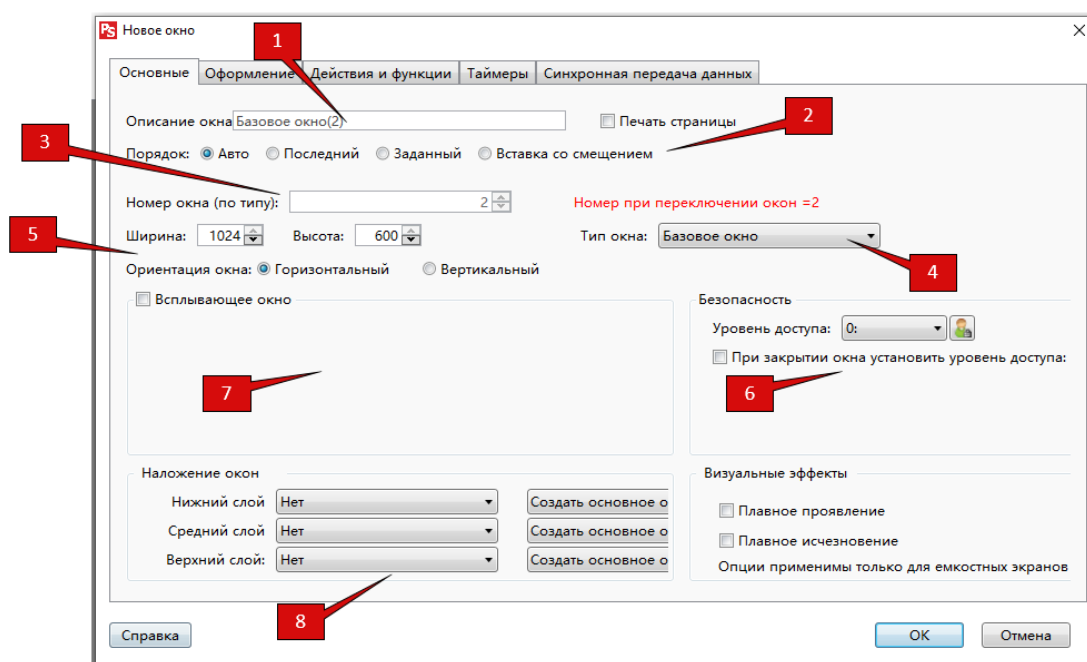 PS Новое окно
1
Основные Оформление Действия и функции Таймеры Синхронная передача данных
Описание окна Базовое окно(2) Печать страницы
2
3
Порядок: Авто Последний Заданный Вставка со смещением
Номер окна (по типу): 2 Номер при переключении окон =2
5
Ширина: 1024 Высота: 600 Тип окна: Базовое окно
4
Ориентация окна: Горизонтальный Вертикальный
Всплывающее окно Безопасность
Уровень доступа: 0:
При закрытии окна установить уровень доступа:
7
6
Наложение окон Визуальные эффекты
Нижний слой Нет Создать основное о
Плавное проявление
Средний слой Нет Создать основное о
Плавное исчезновение
Верхний слой: Нет Создать основное о
Опции применимы только для емкостных экранов
8
Справка OK Отмена